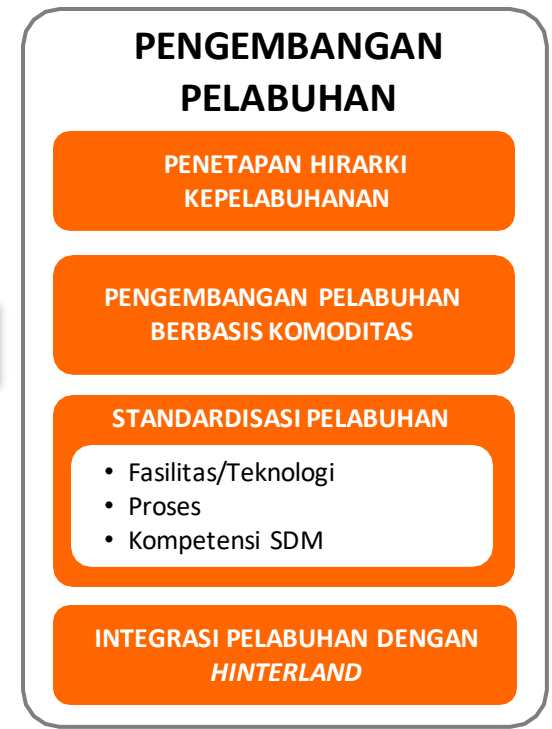 PENGEMBANGAN
PELABUHAN
PENETAPAN HIRARKI
KEPELABUHANAN
PENGEMBANGAN PELABUHAN
BERBASIS KOMODITAS
STANDARDISASI PELABUHAN
• Fasilitas/Teknologi
• Proses
• Kompetensi SDM
INTEGRASI PELABUHAN DENGAN
HINTERLAND